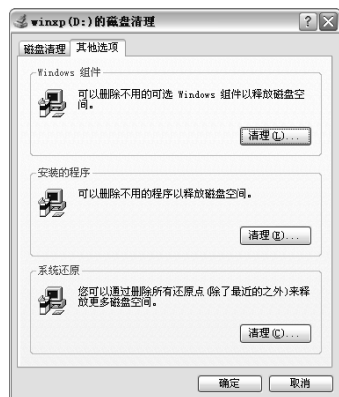 winxp (D:)的磁盘清理
磁盘清理 其他选项
Windows 组件
可以删除不用的可选 Windows 组件以释放磁盘空
间。
清理(L)...
安装的程序
可以删除不用的程序以释放磁盘空间。
清理(E)...
系统还原
您可以通过删除所有还原点(除了最近的之外)来释
放更多磁盘空间。
清理(C)...
确定 取消